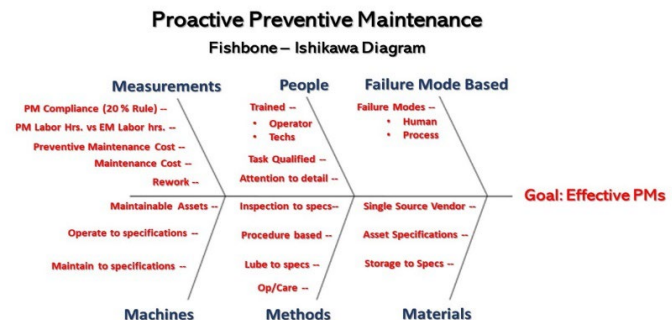 Proactive Preventive Maintenance
Fishbone – Ishikawa Diagram
Measurements
People
Failure Mode Based
PM Compliance (20 % Rule) --
PM Labor Hrs. vs EM Labor hrs. --
Preventive Maintenance Cost --
Maintenance Cost --
Rework --
Trained --
• Operator
• Techs
Task Qualified --
Attention to detail --
Failure Modes --
• Human
• Process
Goal: Effective PMs
Maintainable Assets --
Operate to specifications --
Maintain to specifications --
Inspection to specs--
Procedure based --
Lube to specs --
Op/Care --
Single Source Vendor --
Asset Specifications --
Storage to Specs --
Machines
Methods
Materials